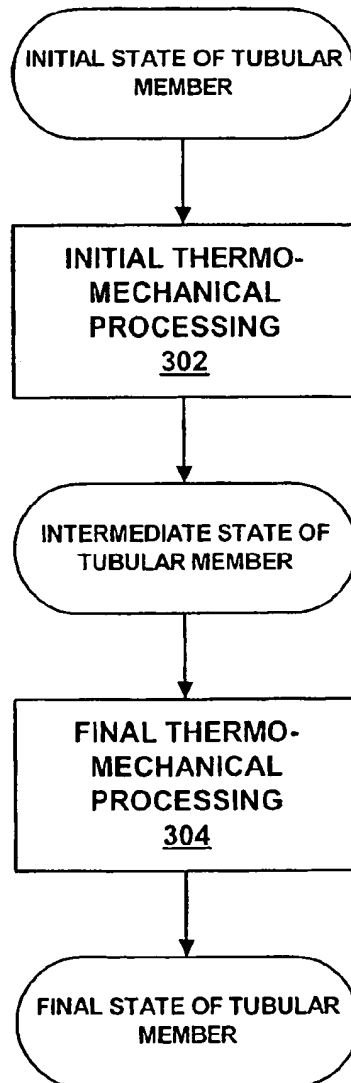 INITIAL STATE OF TUBULAR
MEMBER
INITIAL THERMO-
MECHANICAL
PROCESSING
302
INTERMEDIATE STATE OF
TUBULAR MEMBER
FINAL THERMO-
MECHANICAL
PROCESSING
304
FINAL STATE OF TUBULAR
MEMBER